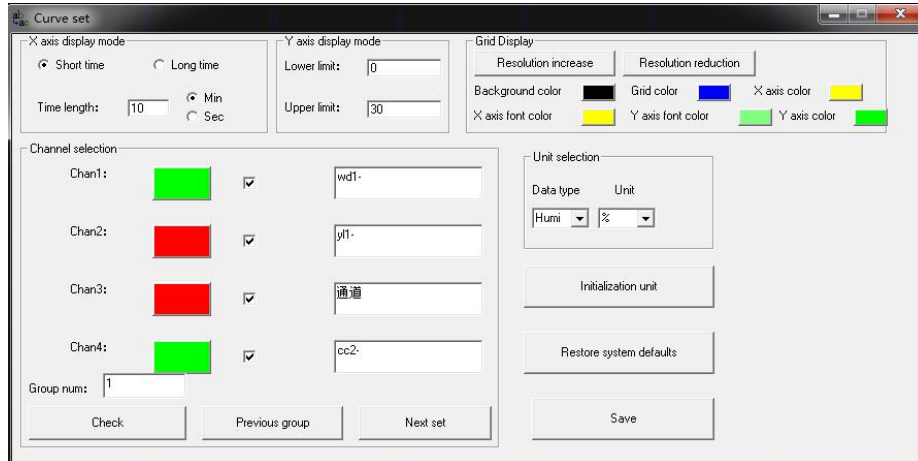 Curve set
X axis display mode
Short time Long time
Time length: 10 Min
Sec
Y axis display mode
Lower limit: 0
Upper limit: 30
Grid Display
Resolution increase Resolution reduction
Background color Grid color X axis color
X axis font color Y axis font color Y axis color
Channel selection
Chan1: wd1-
Chan2: yl1-
Chan3: 通道
Chan4: cc2-
Group num: 1
Check Previous group Next set
Unit selection
Data type Unit
Humi %
Initialization unit
Restore system defaults
Save